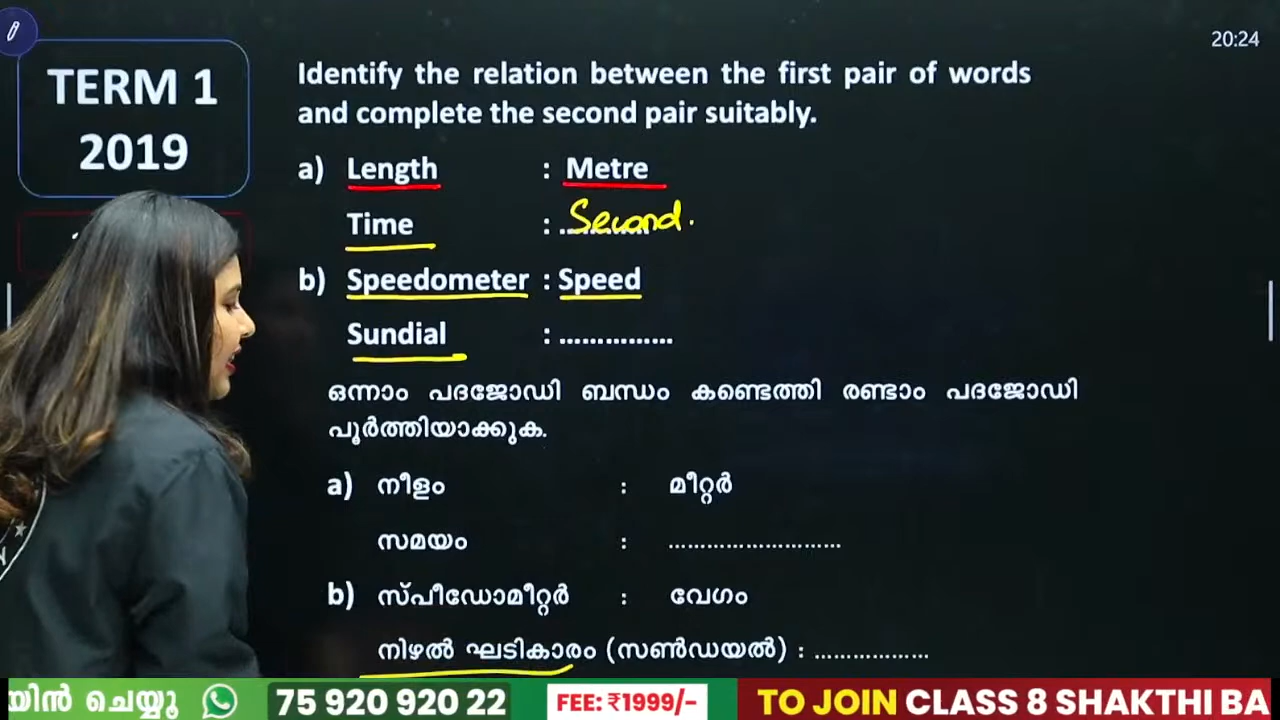 20:24
TERM 1
2019
Identify the relation between the first pair of words
and complete the second pair suitably.
a) Length : Metre
Time : ............ Second.
b) Speedometer : Speed
Sundial : ...............
ഒന്നാം പദജോഡി ബന്ധം കണ്ടെത്തി രണ്ടാം പദജോഡി
പൂർത്തിയാക്കുക.
a) നീളം : മീറ്റർ
സമയം : ...........................
b) സ്പീഡോമീറ്റർ : വേഗം
നിഴൽ ഘടികാരം (സൺഡയൽ) : ..................
യിൻ ചെയ്യൂ 75 920 920 22 FEE: ₹1999/- TO JOIN CLASS 8 SHAKTHI BA